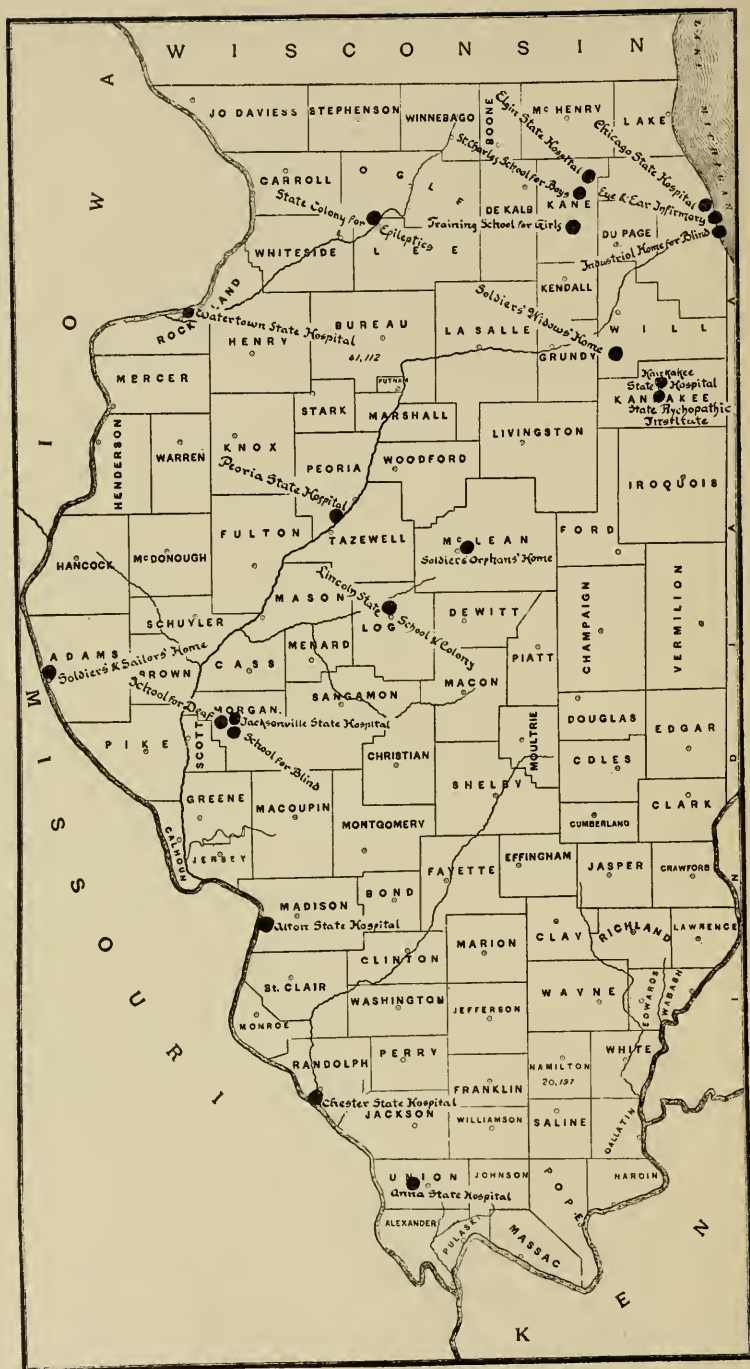 WISCONSIN
LAKE MICHIGAN
IOWA
JO DAVIESS
STEPHENSON
WINNEBAGO
BOONE
McHENRY
LAKE
Elgin State Hospital
Chicago State Hospital
St. Charles School for Boys
Eye & Ear Infirmory
CARROLL
OGLE
DE KALB
KANE
State Colony for Epileptics
Training School for Girls
DU PAGE
Industrial Home for Blind
WHITESIDE
LEE
KENDALL
Soldiers' Widows' Home
ROCK ISLAND
Watertown State Hospital
HENRY
BUREAU
61,112
LA SALLE
GRUNDY
WILL
MERCER
PUTNAM
Kankakee State Hospital
KANKAKEE
State Psychopathic Institute
STARK
MARSHALL
HENDERSON
WARREN
KNOX
PEORIA
WOODFORD
LIVINGSTON
IROQUOIS
Peoria State Hospital
FULTON
TAZEWELL
McLEAN
Soldiers' Orphans' Home
FORD
HANCOCK
McDONOUGH
MASON
Lincoln State School & Colony
LOG
DEWITT
CHAMPAIGN
VERMILION
SCHUYLER
ADAMS
Soldiers' & Sailors' Home
BROWN
CASS
MENARD
PIATT
MACON
School for Deaf
MORGAN
Jacksonville State Hospital
School for Blind
SANGAMON
PIKE
SCOTT
CHRISTIAN
MOULTRIE
DOUGLAS
EDGAR
COLES
SHELBY
GREENE
MACOUPIN
MONTGOMERY
CUMBERLAND
CLARK
CALHOUN
JERSEY
FAYETTE
EFFINGHAM
JASPER
CRAWFORD
MADISON
BOND
Alton State Hospital
CLAY
RICHLAND
LAWRENCE
CLINTON
MARION
St. CLAIR
WASHINGTON
JEFFERSON
WAYNE
EDWARDS
WABASH
MONROE
RANDOLPH
PERRY
HAMILTON
20,197
WHITE
Chester State Hospital
FRANKLIN
JACKSON
WILLIAMSON
SALINE
GALLATIN
UNION
Anna State Hospital
JOHNSON
POPE
HARDIN
ALEXANDER
PULASKI
MASSAC
MISSOURI
INDIANA
KEN